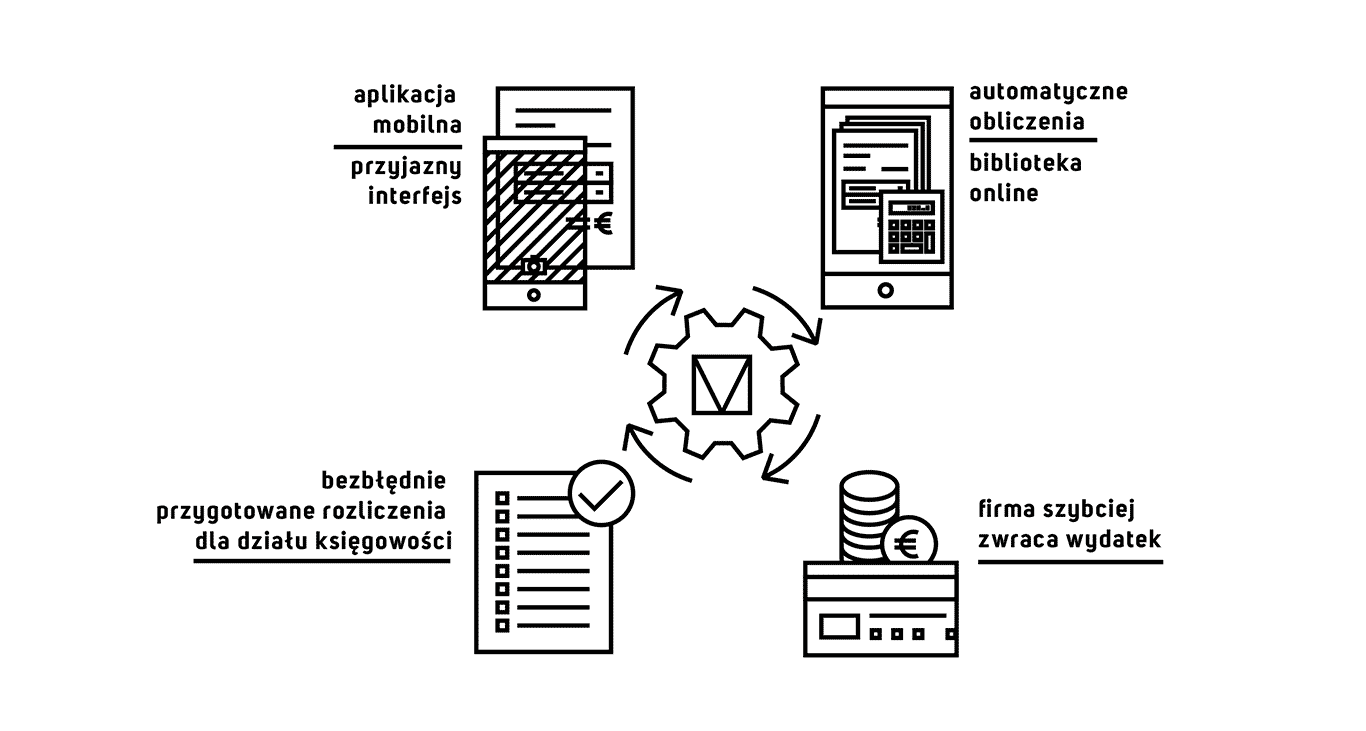 aplikacja
mobilna
przyjazny
interfejs
automatyczne
obliczenia
biblioteka
online
bezbłędnie
przygotowane rozliczenia
dla działu księgowości
firma szybciej
zwraca wydatek